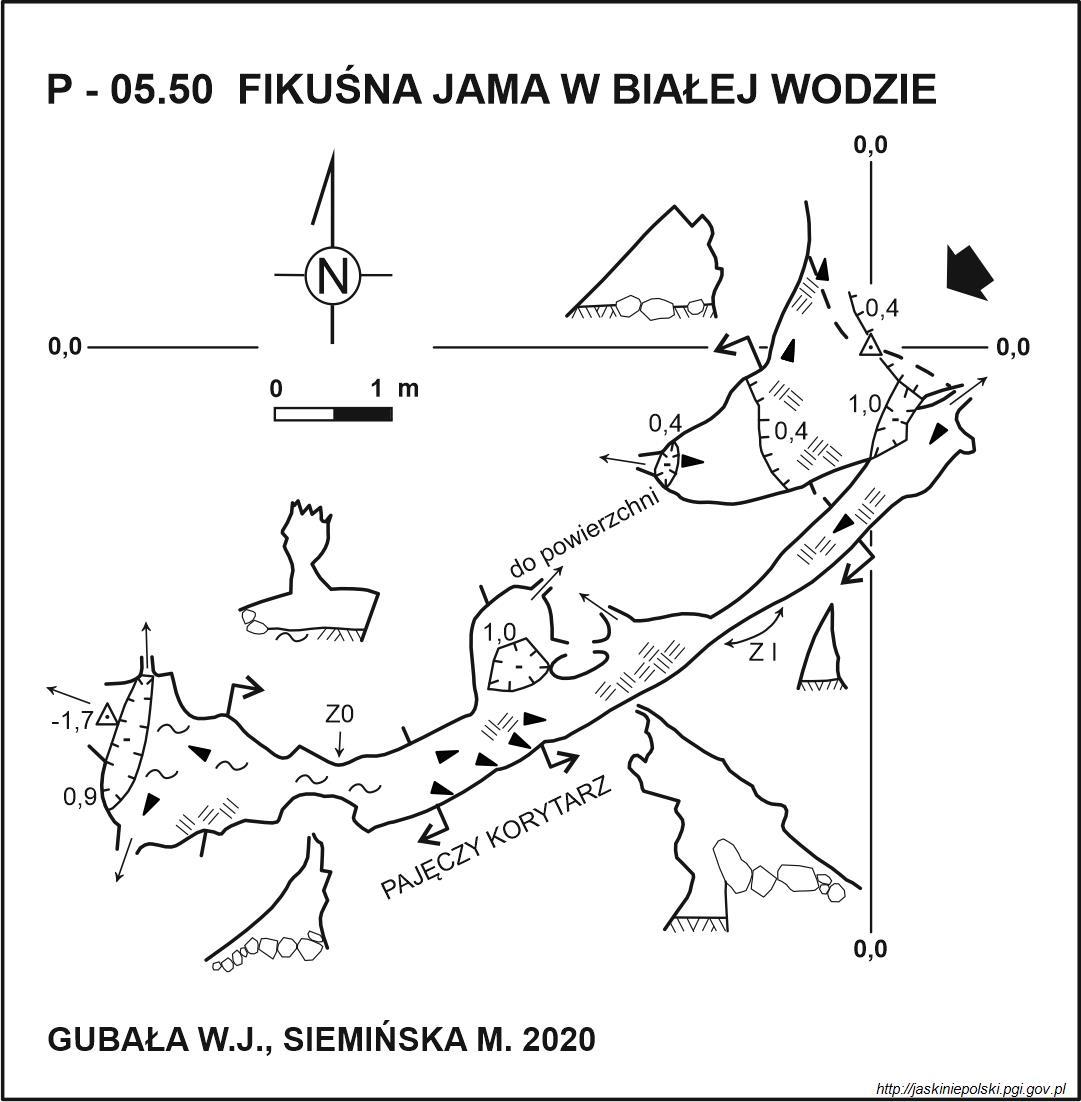 P - 05.50 FIKUŚNA JAMA W BIAŁEJ WODZIE
0,0
N
0,4
0,0
0,0
0 1 m
1,0
0,4
0,4
do powierzchni
1,0
Z I
-1,7
Z0
0,9
PAJĘCZY KORYTARZ
0,0
GUBAŁA W.J., SIEMIŃSKA M. 2020
http://jaskiniepolski.pgi.gov.pl